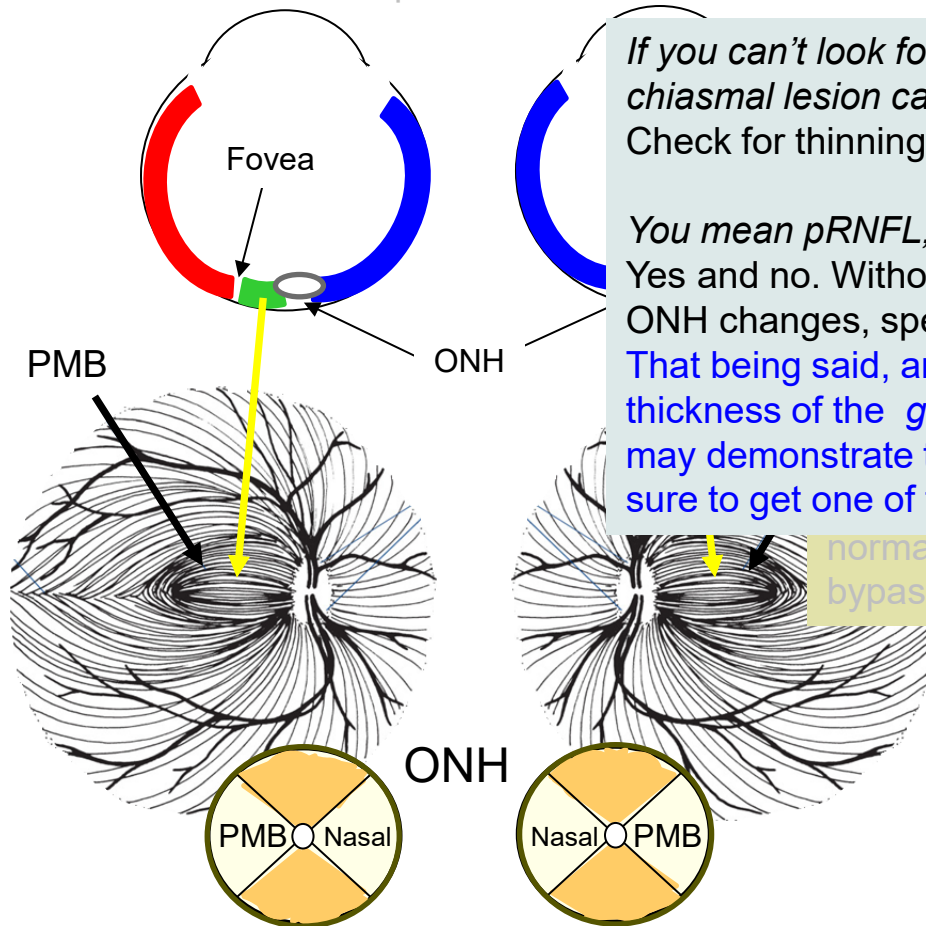 If you can’t look fo
chiasmal lesion ca
Check for thinning
You mean pRNFL,
Yes and no. Witho
ONH changes, spe
That being said, a
thickness of the g
may demonstrate
sure to get one of
norma
bypas
Fovea
ONH
PMB
ONH
PMB Nasal
Nasal PMB